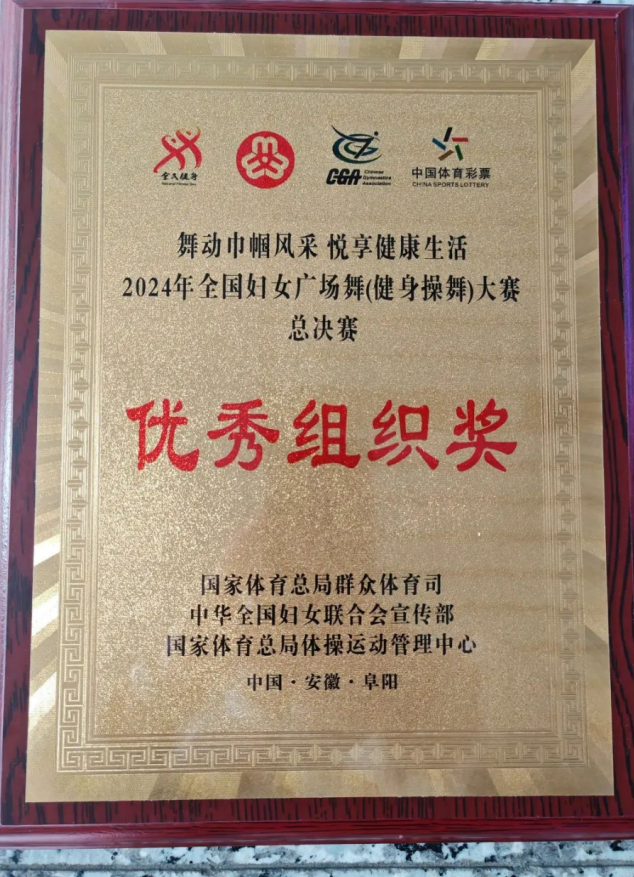 全民健身
CGA Chinese Gymnastics Association
中国体育彩票
CHINA SPORTS LOTTERY
舞动巾帼风采 悦享健康生活
2024年全国妇女广场舞(健身操舞)大赛
总决赛
优秀组织奖
国家体育总局群众体育司
中华全国妇女联合会宣传部
国家体育总局体操运动管理中心
中国·安徽·阜阳